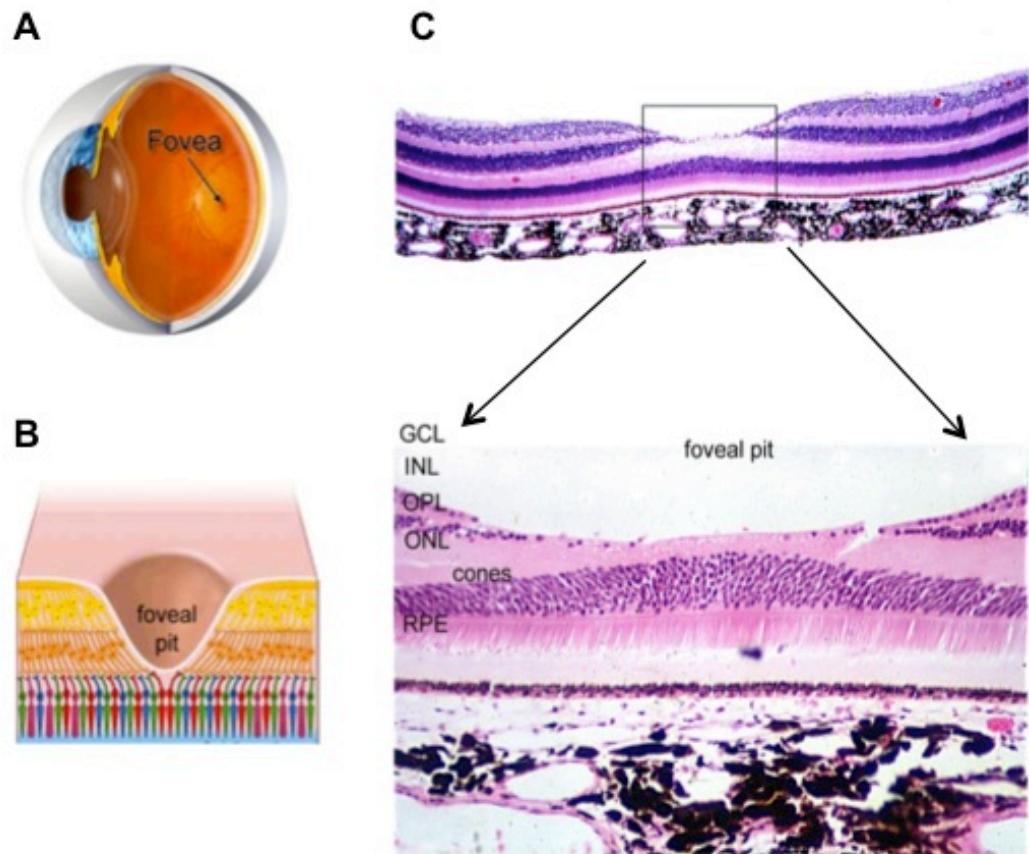 A
Fovea
B
foveal
pit
C
GCL
INL
OPL
ONL
cones
RPE
foveal pit